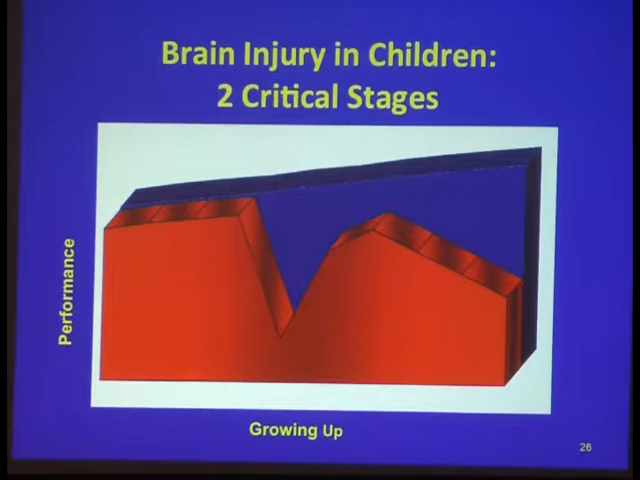 Brain Injury in Children:
2 Critical Stages
Performance
Growing Up
26